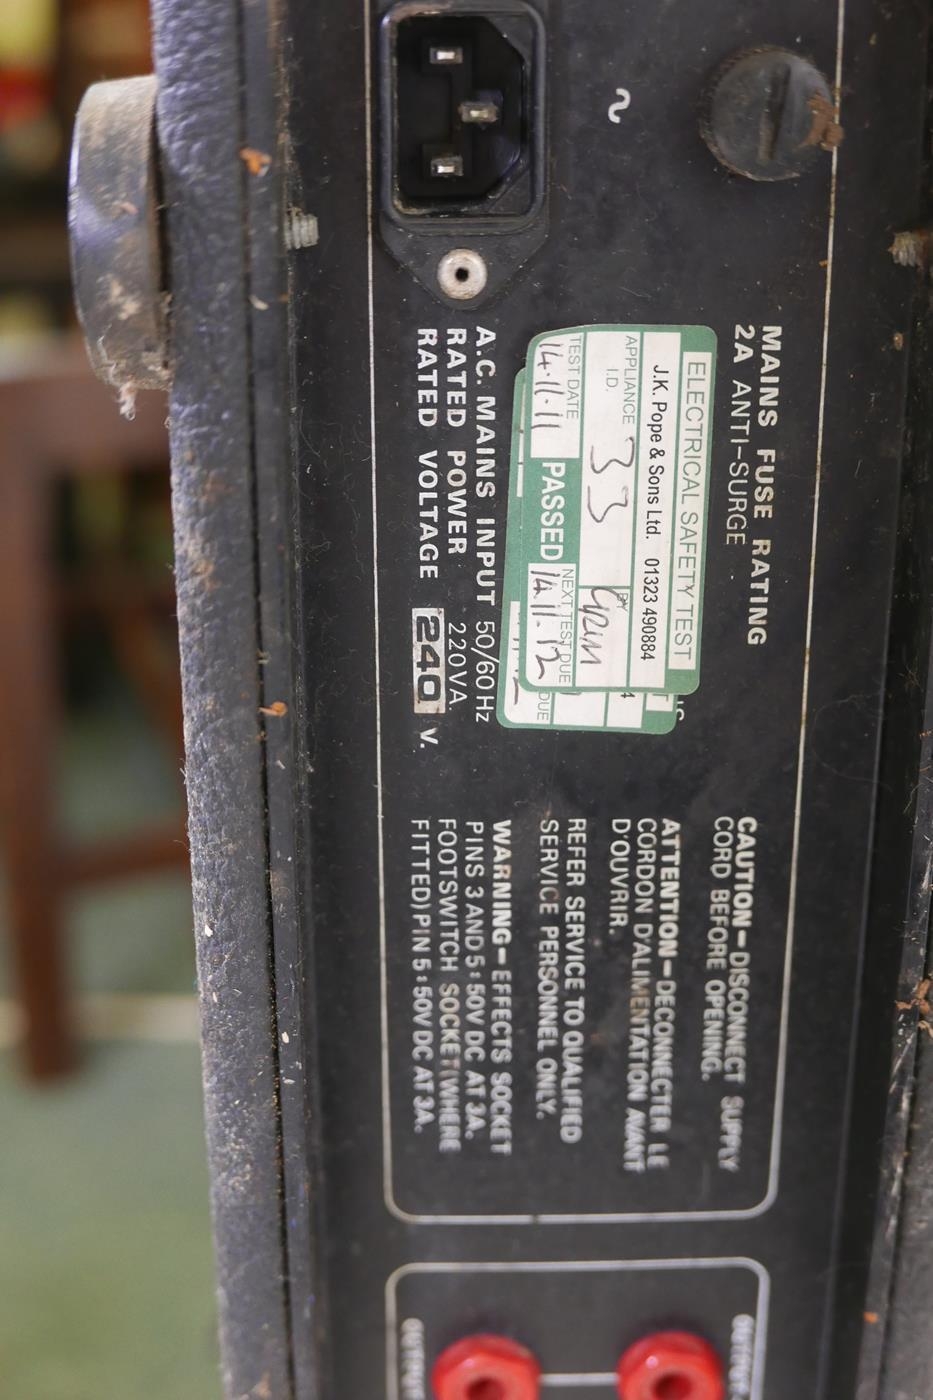 MAINS FUSE RATING
2A ANTI-SURGE
ELECTRICAL SAFETY TEST
J.K. Pope & Sons Ltd. 01323 490884
APPLIANCE I.D. 33 BY
TEST DATE PASSED NEXT TEST DUE
14.11.11 14.11.12
DUE
A.C. MAINS INPUT 50/60Hz
RATED POWER 220VA
RATED VOLTAGE 240 V.
CAUTION–DISCONNECT SUPPLY
CORD BEFORE OPENING.
ATTENTION–DECONNECTER LE
CORDON D'ALIMENTATION AVANT
D'OUVRIR.
REFER SERVICE TO QUALIFIED
SERVICE PERSONNEL ONLY.
WARNING– EFFECTS SOCKET
PINS 3 AND 5: 50V DC AT 3A.
FOOTSWITCH SOCKET (WHERE
FITTED) PIN 5: 50V DC AT 3A.